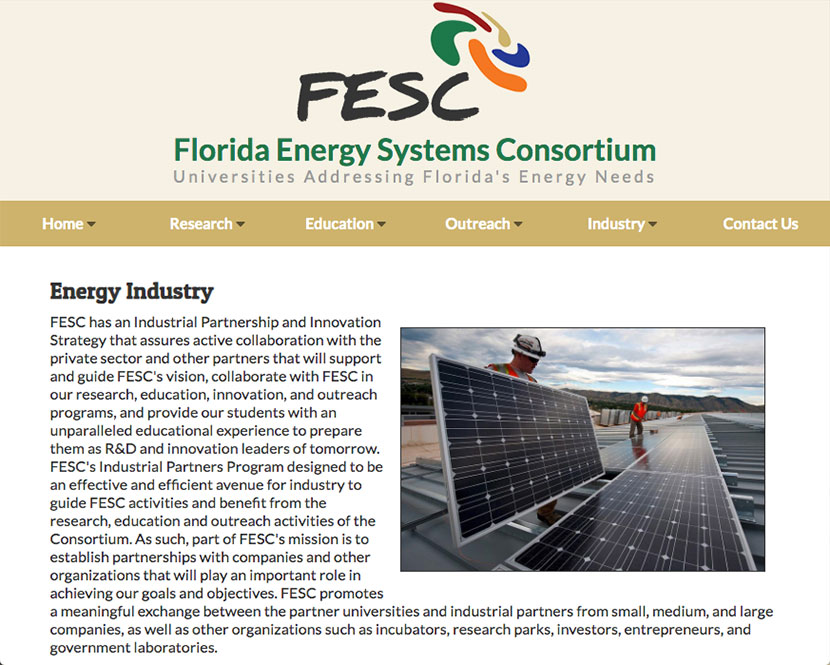 FESC
Florida Energy Systems Consortium
Universities Addressing Florida's Energy Needs
Home Research Education Outreach Industry Contact Us
Energy Industry
FESC has an Industrial Partnership and Innovation
Strategy that assures active collaboration with the
private sector and other partners that will support
and guide FESC's vision, collaborate with FESC in
our research, education, innovation, and outreach
programs, and provide our students with an
unparalleled educational experience to prepare
them as R&D and innovation leaders of tomorrow.
FESC's Industrial Partners Program designed to be
an effective and efficient avenue for industry to
guide FESC activities and benefit from the
research, education and outreach activities of the
Consortium. As such, part of FESC's mission is to
establish partnerships with companies and other
organizations that will play an important role in
achieving our goals and objectives. FESC promotes
a meaningful exchange between the partner universities and industrial partners from small, medium, and large
companies, as well as other organizations such as incubators, research parks, investors, entrepreneurs, and
government laboratories.